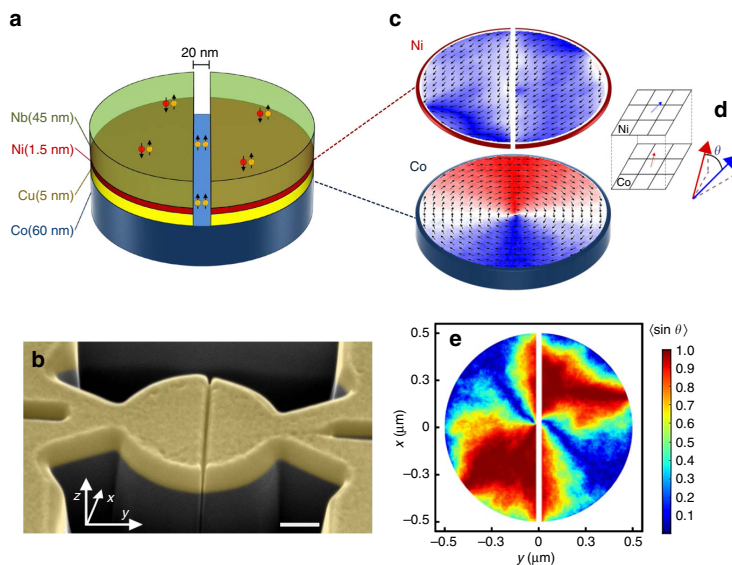 a
20 nm
Nb(45 nm)
Ni(1.5 nm)
Cu(5 nm)
Co(60 nm)
c
Ni
Co
Ni
Co
d
θ
b
z
x
y
e
⟨sin θ⟩
0.5
0.3
0
−0.3
−0.5
x (μm)
−0.5
−0.3
0
0.3
0.5
y (μm)
1.0
0.9
0.8
0.7
0.6
0.5
0.4
0.3
0.2
0.1